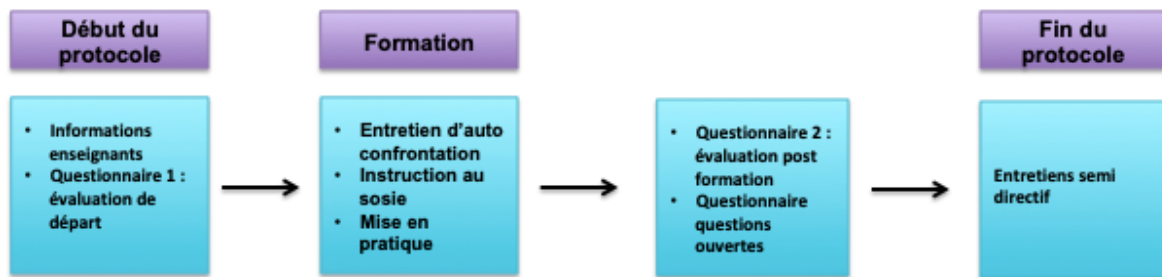 Début du
protocole
Formation
Fin du
protocole
• Informations
enseignants
• Questionnaire 1 :
évaluation de
départ
• Entretien d'auto
confrontation
• Instruction au
sosie
• Mise en
pratique
• Questionnaire 2 :
évaluation post
formation
• Questionnaire
questions
ouvertes
Entretiens semi
directif